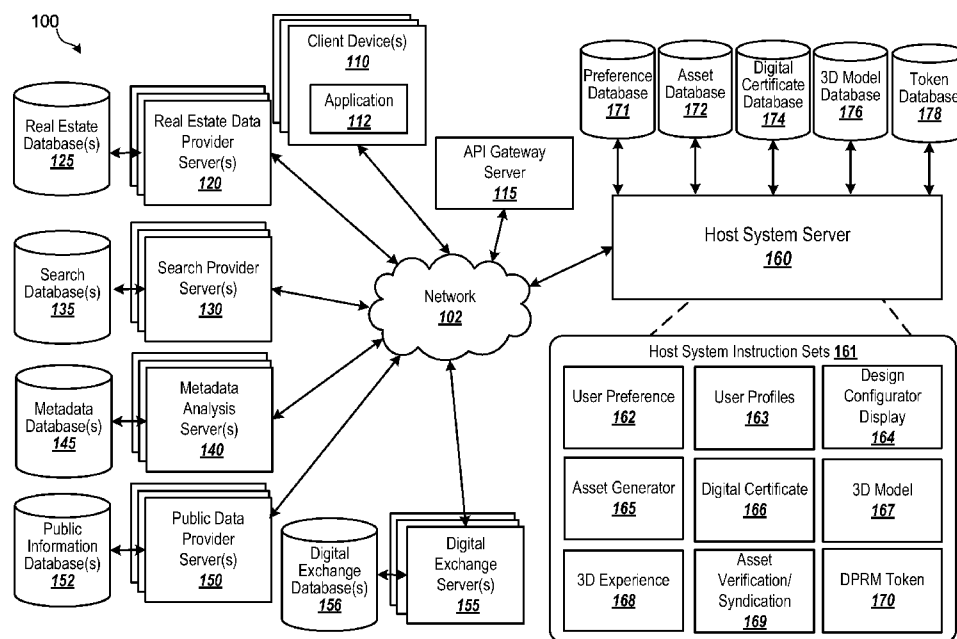 100
Client Device(s)
110
Application
112
Real Estate
Database(s)
125
Real Estate Data
Provider
Server(s)
120
API Gateway
Server
115
Preference
Database
171
Asset
Database
172
Digital
Certificate
Database
174
3D Model
Database
176
Token
Database
178
Host System Server
160
Search
Database(s)
135
Search Provider
Server(s)
130
Network
102
Metadata
Database(s)
145
Metadata
Analysis
Server(s)
140
Public
Information
Database(s)
152
Public Data
Provider
Server(s)
150
Digital
Exchange
Database(s)
156
Digital
Exchange
Server(s)
155
Host System Instruction Sets 161
User Preference
162
User Profiles
163
Design
Configurator
Display
164
Asset Generator
165
Digital Certificate
166
3D Model
167
3D Experience
168
Asset
Verification/
Syndication
169
DPRM Token
170